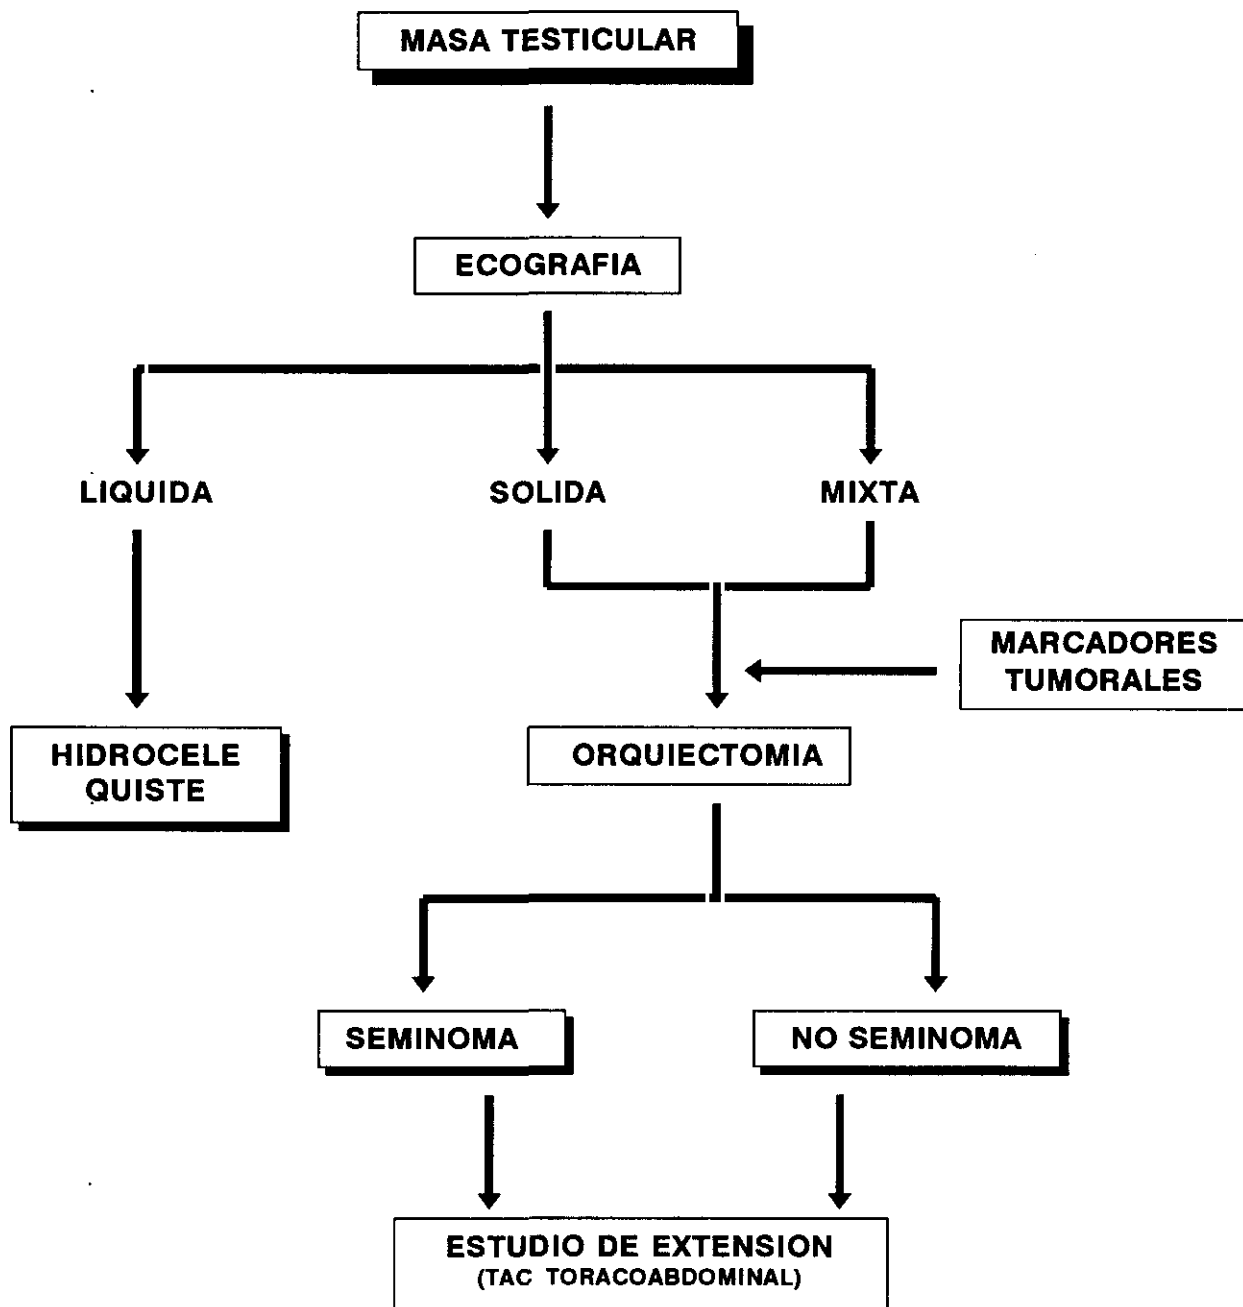 MASA TESTICULAR
ECOGRAFIA
LIQUIDA
SOLIDA
MIXTA
MARCADORES
TUMORALES
HIDROCELE
QUISTE
ORQUIECTOMIA
SEMINOMA
NO SEMINOMA
ESTUDIO DE EXTENSION
(TAC TORACOABDOMINAL)